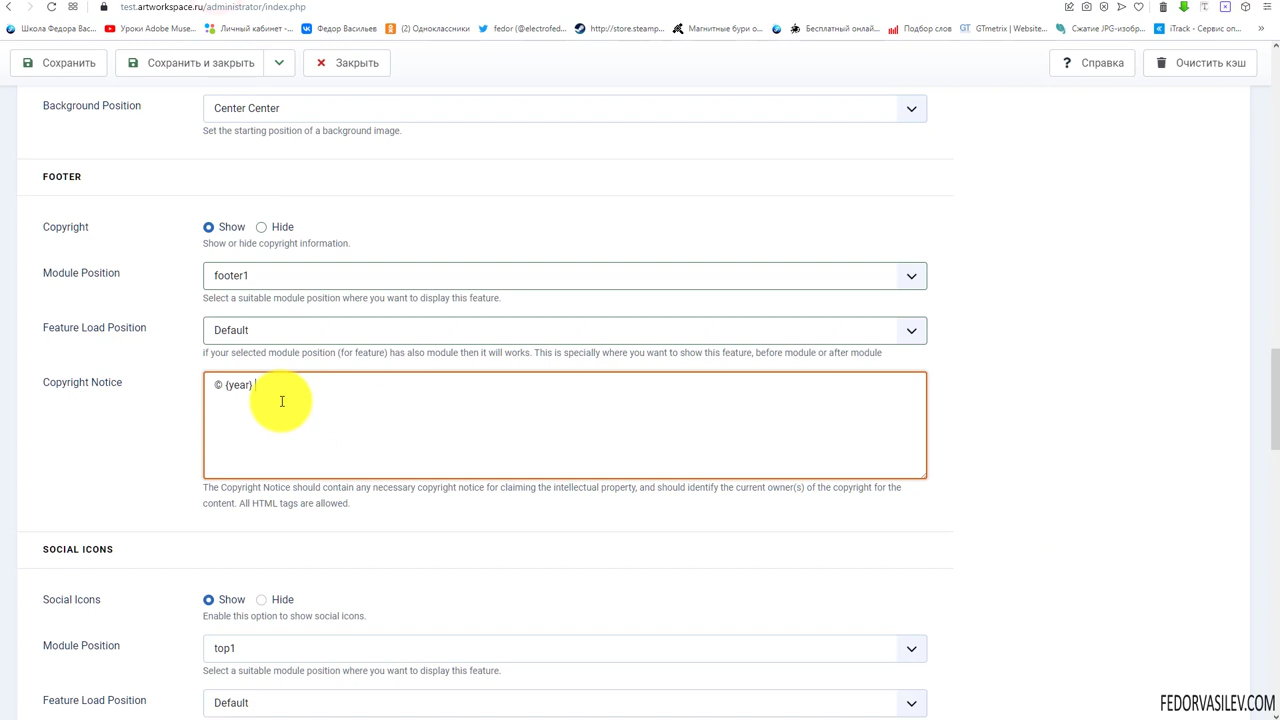 test.artworkspace.ru/administrator/index.php
Школа Федора Вас...
Уроки Adobe Muse...
Личный кабинет -...
Федор Васильев
(2) Одноклассники
fedor (@electrofed...
http://store.steamp...
Магнитные бури о...
Бесплатный онлай...
Подбор слов
GTmetrix | Website...
Сжатие JPG-изобр...
iTrack - Сервис оп...
Сохранить
Сохранить и закрыть
Закрыть
Справка
Очистить кэш
Background Position
Center Center
Set the starting position of a background image.
FOOTER
Copyright
Show
Hide
Show or hide copyright information.
Module Position
footer1
Select a suitable module position where you want to display this feature.
Feature Load Position
Default
if your selected module position (for feature) has also module then it will works. This is specially where you want to show this feature, before module or after module
Copyright Notice
© {year}
The Copyright Notice should contain any necessary copyright notice for claiming the intellectual property, and should identify the current owner(s) of the copyright for the
content. All HTML tags are allowed.
SOCIAL ICONS
Social Icons
Show
Hide
Enable this option to show social icons.
Module Position
top1
Select a suitable module position where you want to display this feature.
Feature Load Position
Default
FEDORVASILEV.COM